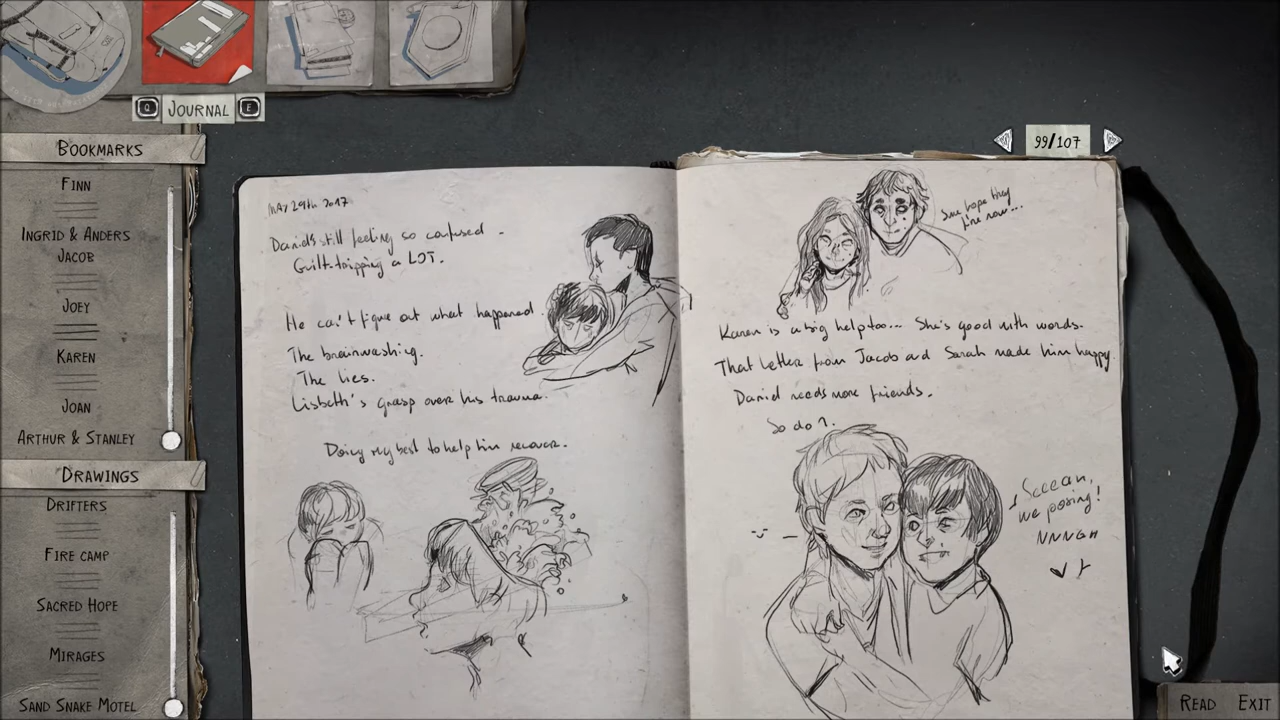 Q JOURNAL E
BOOKMARKS
FINN
INGRID & ANDERS
JACOB
JOEY
KAREN
JOAN
ARTHUR & STANLEY
DRAWINGS
DRIFTERS
FIRE CAMP
SACRED HOPE
MIRAGES
SAND SNAKE MOTEL
MAY 29th 2017
Daniel's still feeling so confused.
Guilt-tripping a LOT.
He can't figure out what happened.
The brainwashing.
The lies.
Lisbeth's grasp over his trauma.
Doing my best to help him recover.
99/107
hope they
fine now...
Karen is a big help too... She's good with words.
That letter from Jacob and Sarah made him happy
Daniel needs more friends.
So do I.
Sceean,
we posing!
NNNGH
READ EXIT